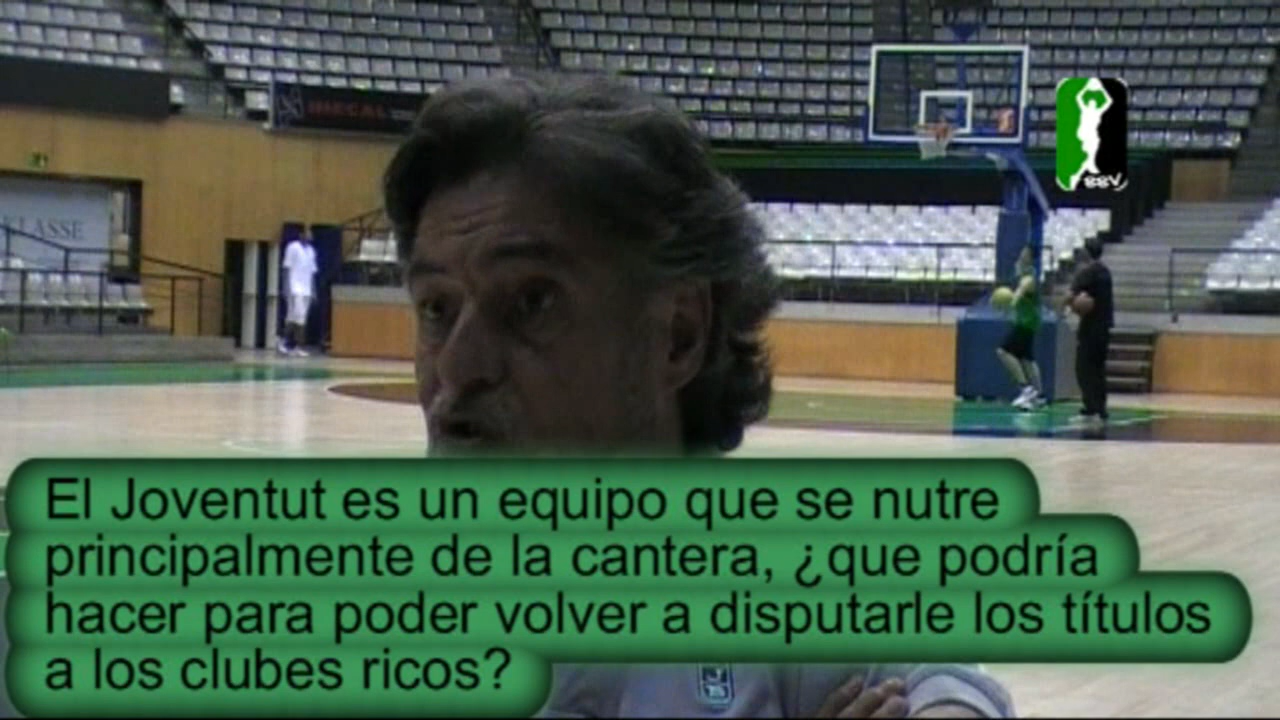 KLASSE
El Joventut es un equipo que se nutre
principalmente de la cantera, ¿que podría
hacer para poder volver a disputarle los títulos
a los clubes ricos?